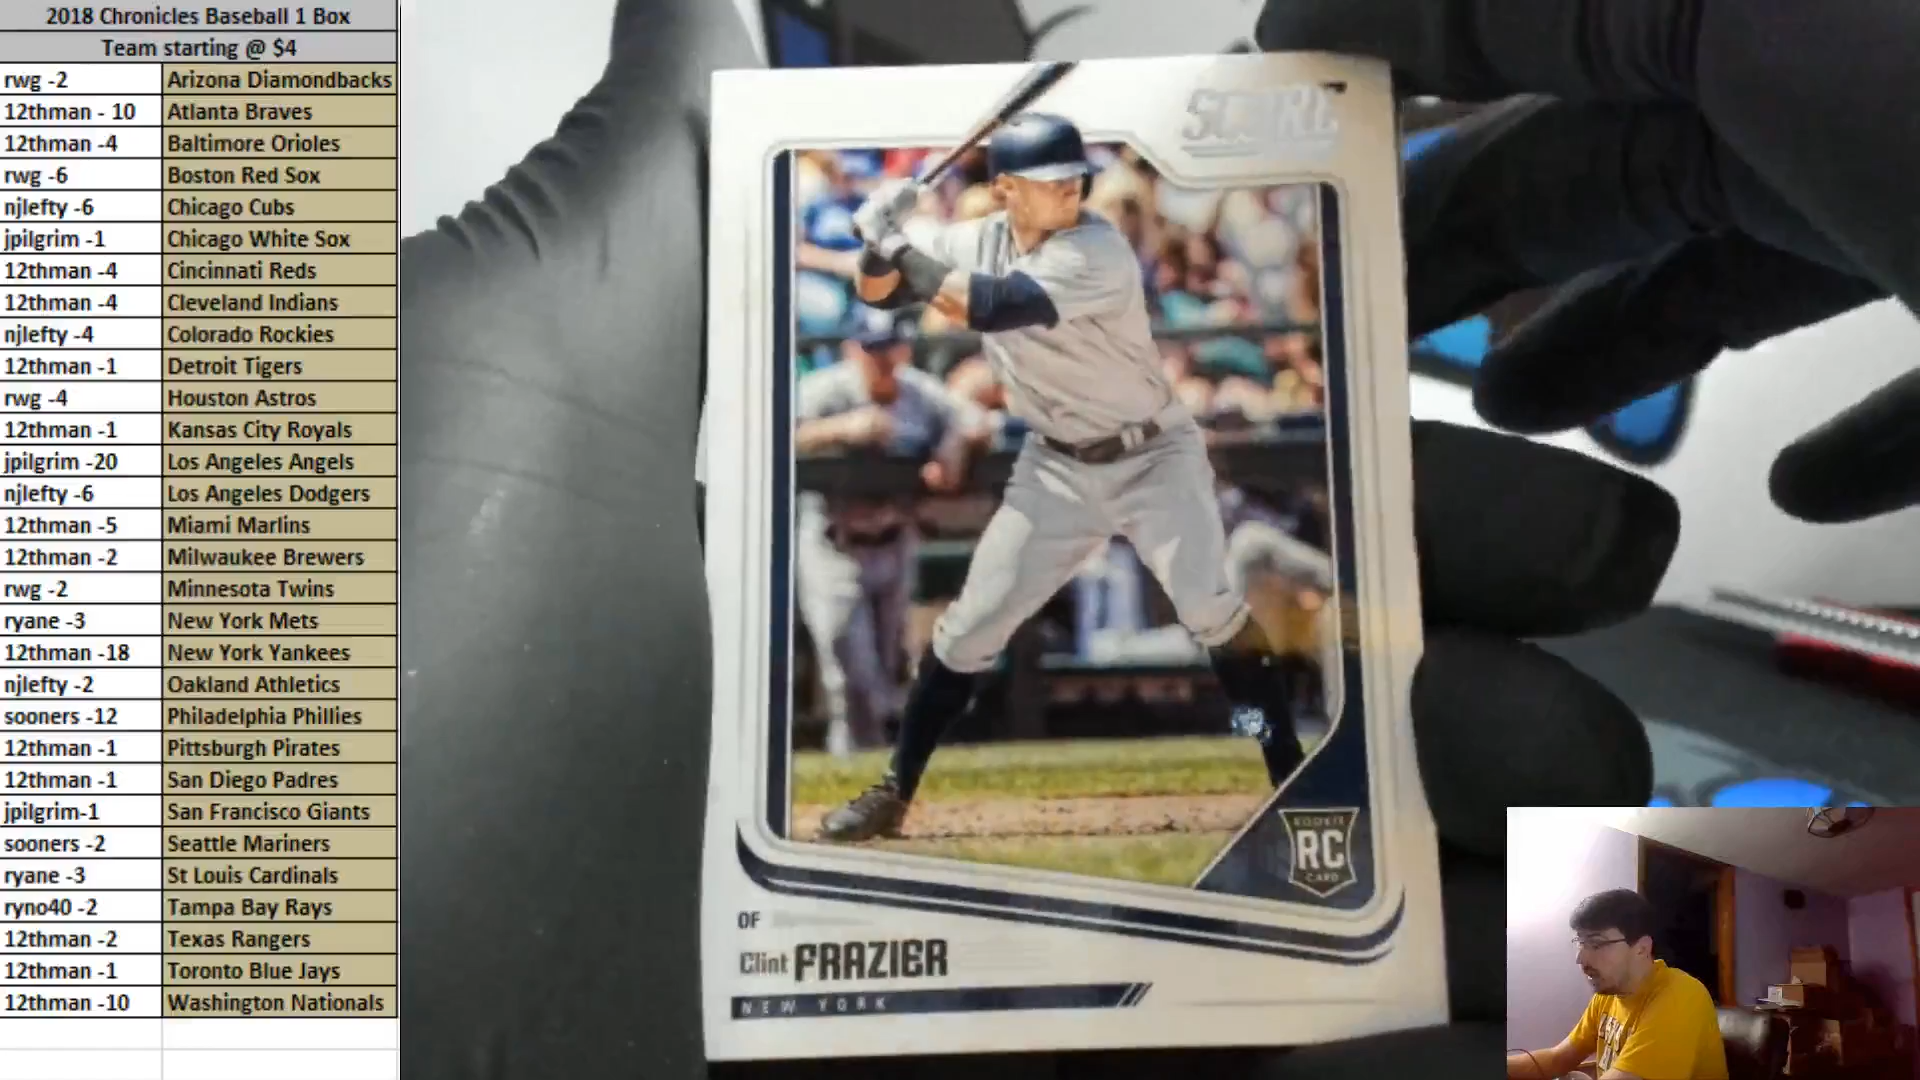 2018 Chronicles Baseball 1 Box
Team starting @ $4
rwg -2 Arizona Diamondbacks
12thman - 10 Atlanta Braves
12thman -4 Baltimore Orioles
rwg -6 Boston Red Sox
njlefty -6 Chicago Cubs
jpilgrim -1 Chicago White Sox
12thman -4 Cincinnati Reds
12thman -4 Cleveland Indians
njlefty -4 Colorado Rockies
12thman -1 Detroit Tigers
rwg -4 Houston Astros
12thman -1 Kansas City Royals
jpilgrim -20 Los Angeles Angels
njlefty -6 Los Angeles Dodgers
12thman -5 Miami Marlins
12thman -2 Milwaukee Brewers
rwg -2 Minnesota Twins
ryane -3 New York Mets
12thman -18 New York Yankees
njlefty -2 Oakland Athletics
sooners -12 Philadelphia Phillies
12thman -1 Pittsburgh Pirates
12thman -1 San Diego Padres
jpilgrim-1 San Francisco Giants
sooners -2 Seattle Mariners
ryane -3 St Louis Cardinals
ryno40 -2 Tampa Bay Rays
12thman -2 Texas Rangers
12thman -1 Toronto Blue Jays
12thman -10 Washington Nationals
SCORE
ROOKIE
RC
CARD
OF
Clint FRAZIER
NEW YORK